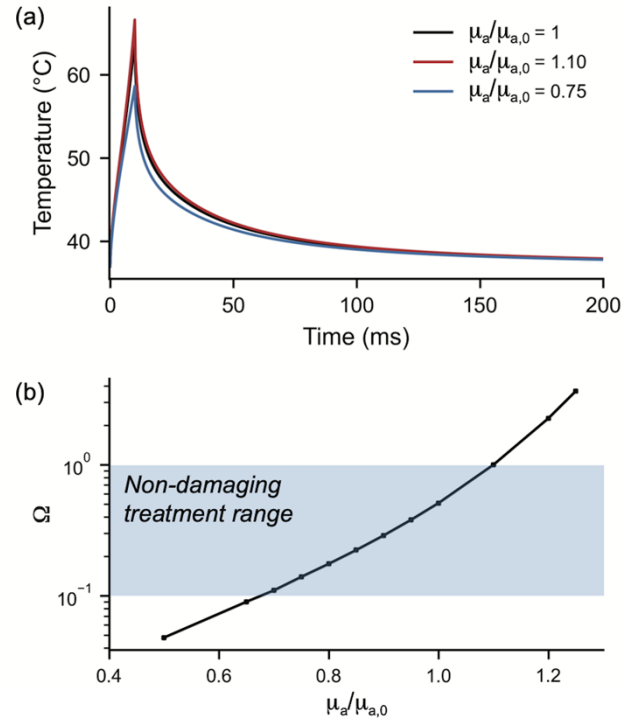 (a)
μa/μa,0 = 1
μa/μa,0 = 1.10
μa/μa,0 = 0.75
Temperature (°C)
60
50
40
0
50
100
150
200
Time (ms)
(b)
Non-damaging
treatment range
Ω
10⁰
10⁻¹
0.4
0.6
0.8
1.0
1.2
μa/μa,0